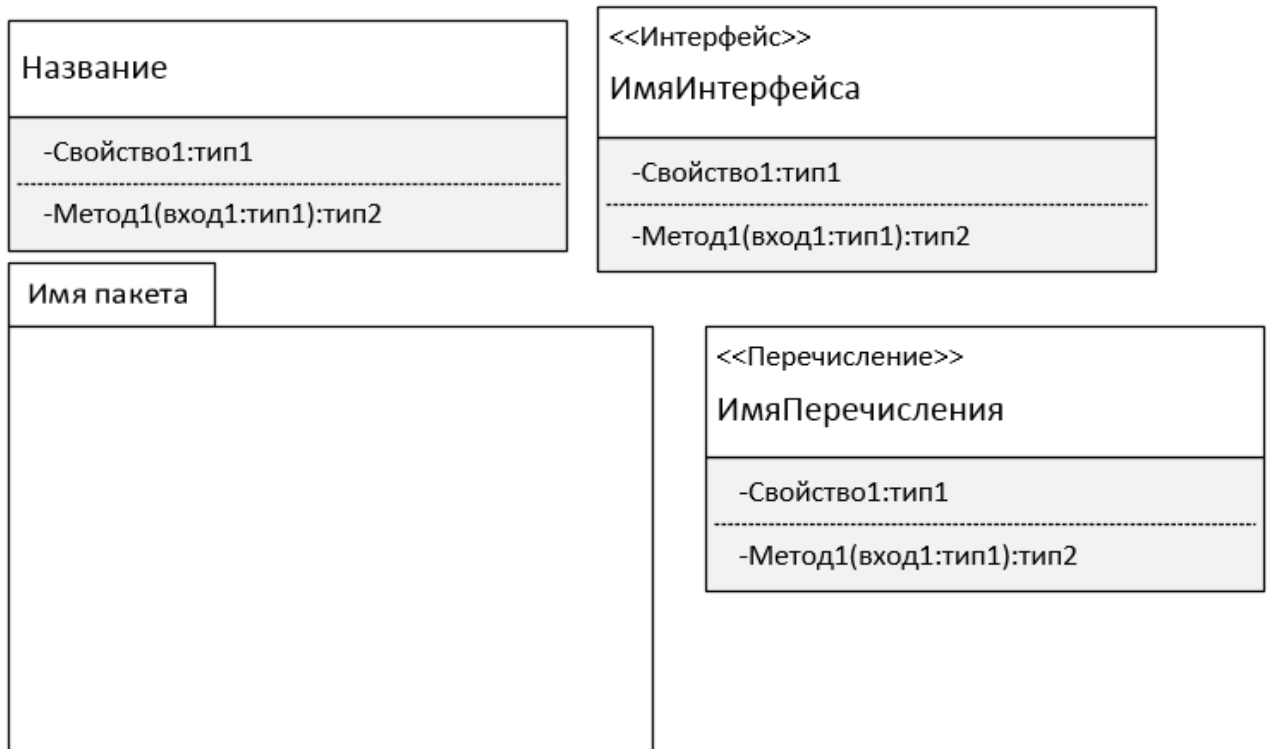 Название
-Свойство1:тип1
-Метод1(вход1:тип1):тип2
<<Интерфейс>>
ИмяИнтерфейса
-Свойство1:тип1
-Метод1(вход1:тип1):тип2
Имя пакета
<<Перечисление>>
ИмяПеречисления
-Свойство1:тип1
-Метод1(вход1:тип1):тип2